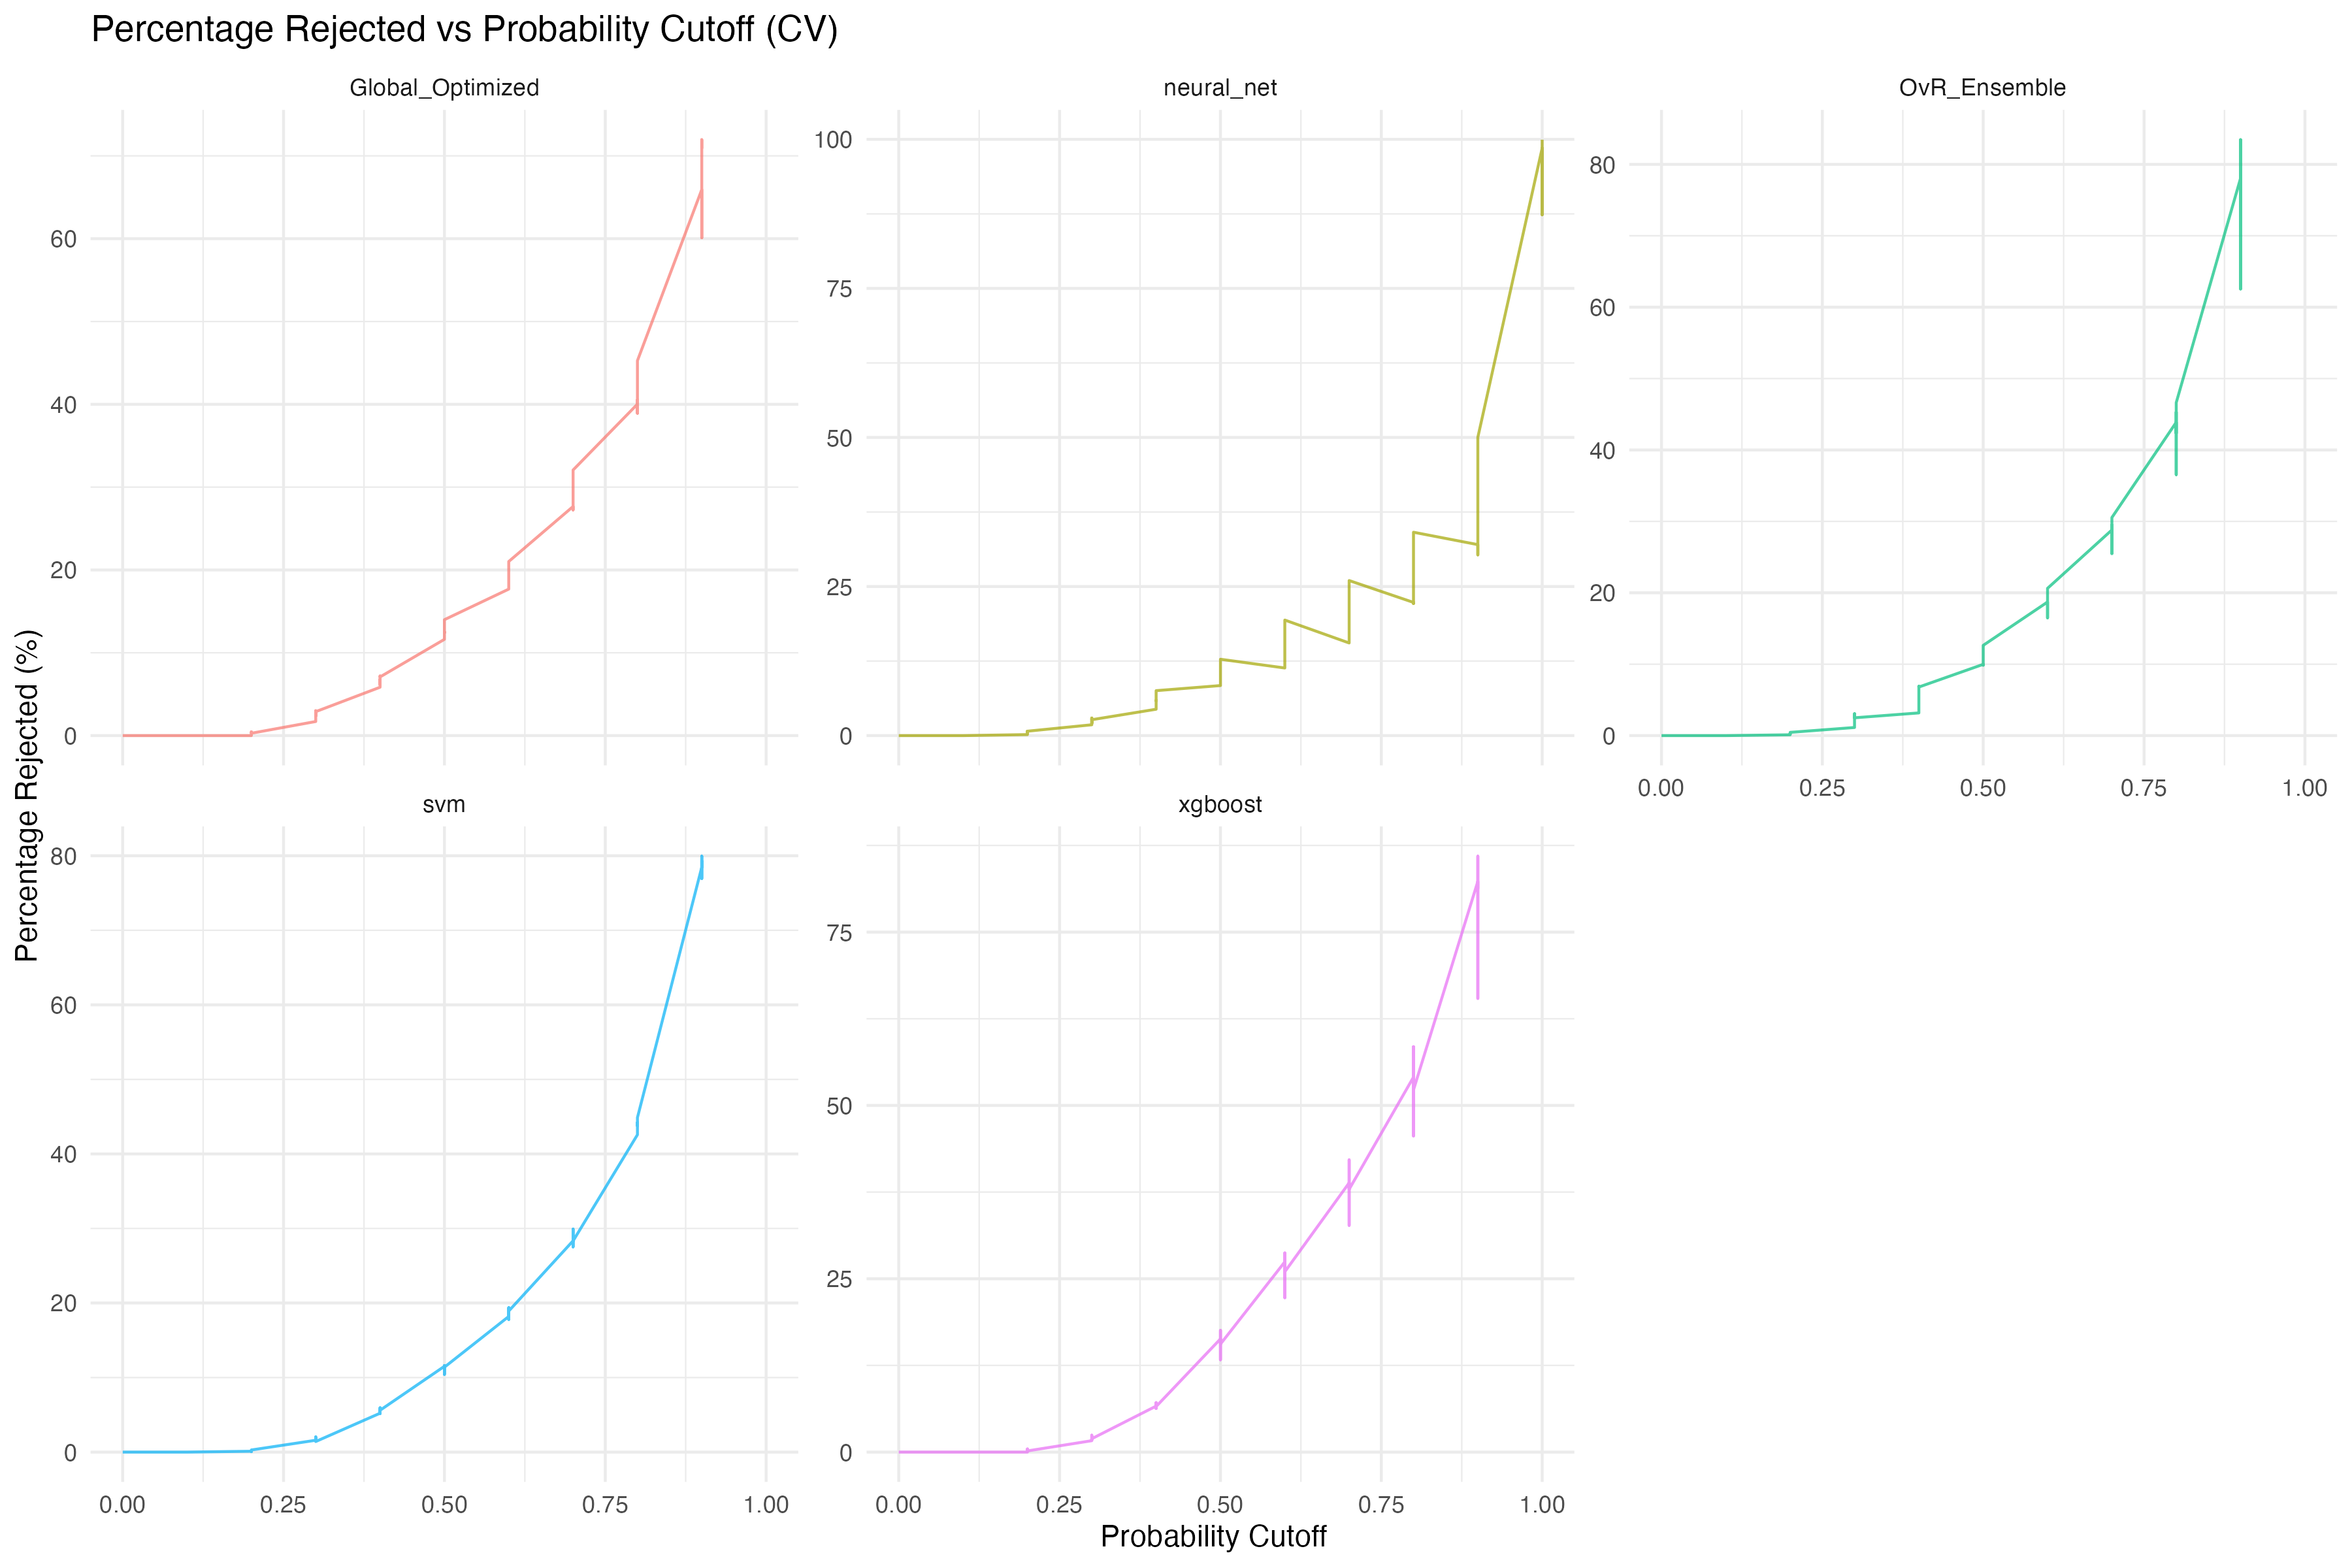 Percentage Rejected vs Probability Cutoff (CV)
Global_Optimized
neural_net
OvR_Ensemble
60
40
20
0
100
75
50
25
0
80
60
40
20
0
0.00 0.25 0.50 0.75 1.00
Percentage Rejected (%)
svm
xgboost
80
60
40
20
0
75
50
25
0
0.00 0.25 0.50 0.75 1.00
0.00 0.25 0.50 0.75 1.00
Probability Cutoff